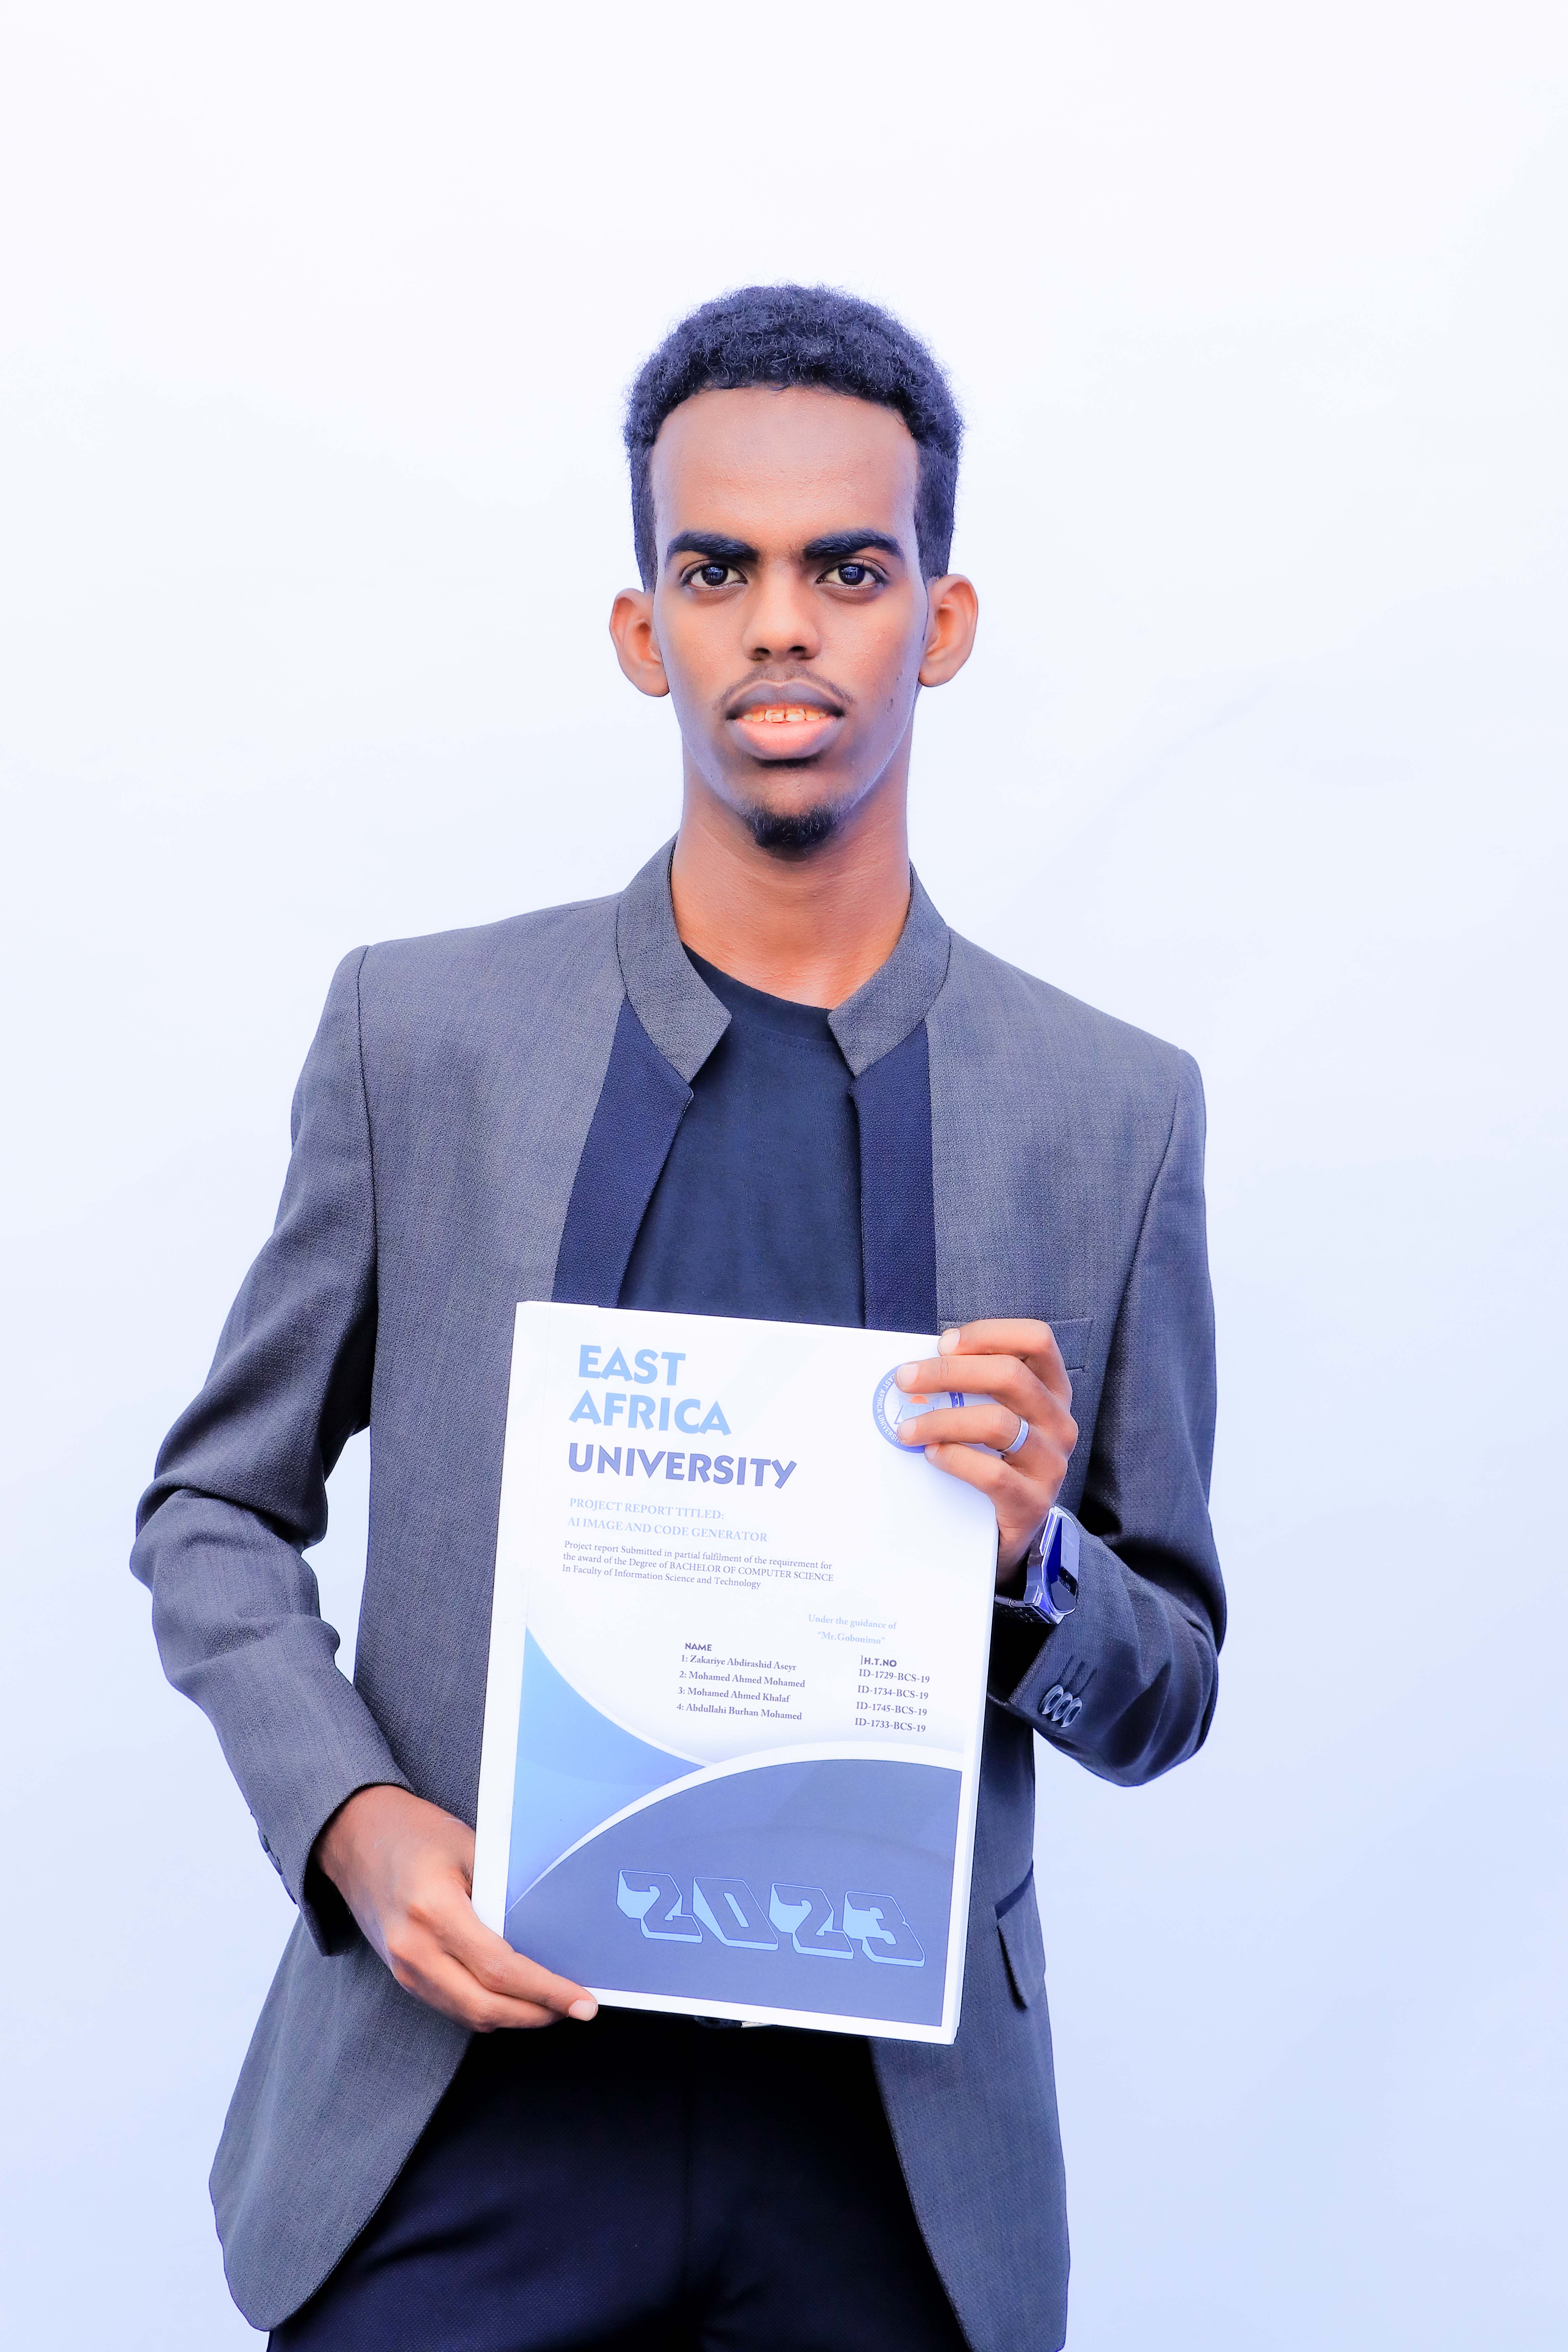 EAST
AFRICA
UNIVERSITY
PROJECT REPORT TITLED:
AI IMAGE AND CODE GENERATOR
Project report Submitted in partial fulfilment of the requirement for
the award of the Degree of BACHELOR OF COMPUTER SCIENCE
In Faculty of Information Science and Technology
Under the guidance of
"Mr.Gobonimo"
NAME H.T.NO
1: Zakariye Abdirashid Aseyr ID-1729-BCS-19
2: Mohamed Ahmed Mohamed ID-1734-BCS-19
3: Mohamed Ahmed Khalaf ID-1745-BCS-19
4: Abdullahi Burhan Mohamed ID-1733-BCS-19
2023